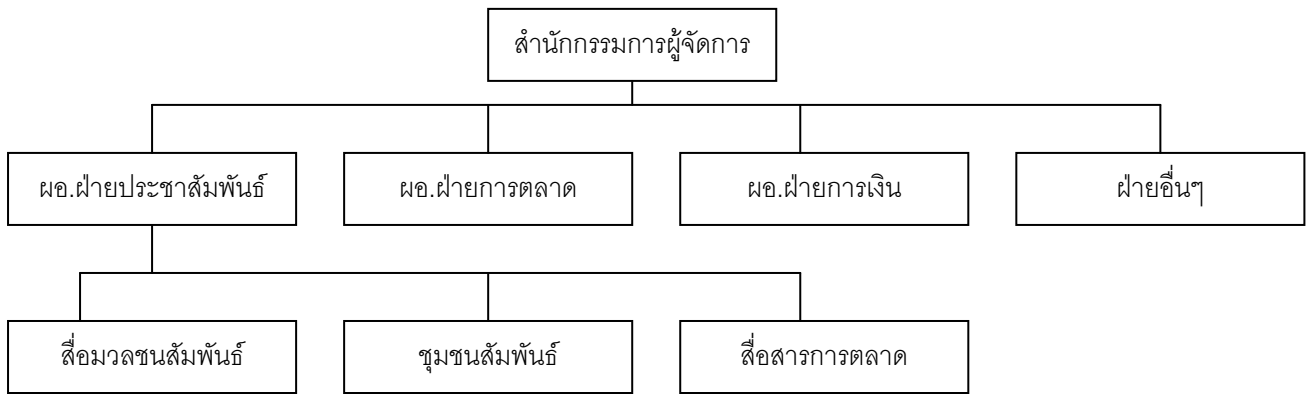 สำนักกรรมการผู้จัดการ
ผอ.ฝ่ายประชาสัมพันธ์
ผอ.ฝ่ายการตลาด
ผอ.ฝ่ายการเงิน
ฝ่ายอื่นๆ
สื่อมวลชนสัมพันธ์
ชุมชนสัมพันธ์
สื่อสารการตลาด